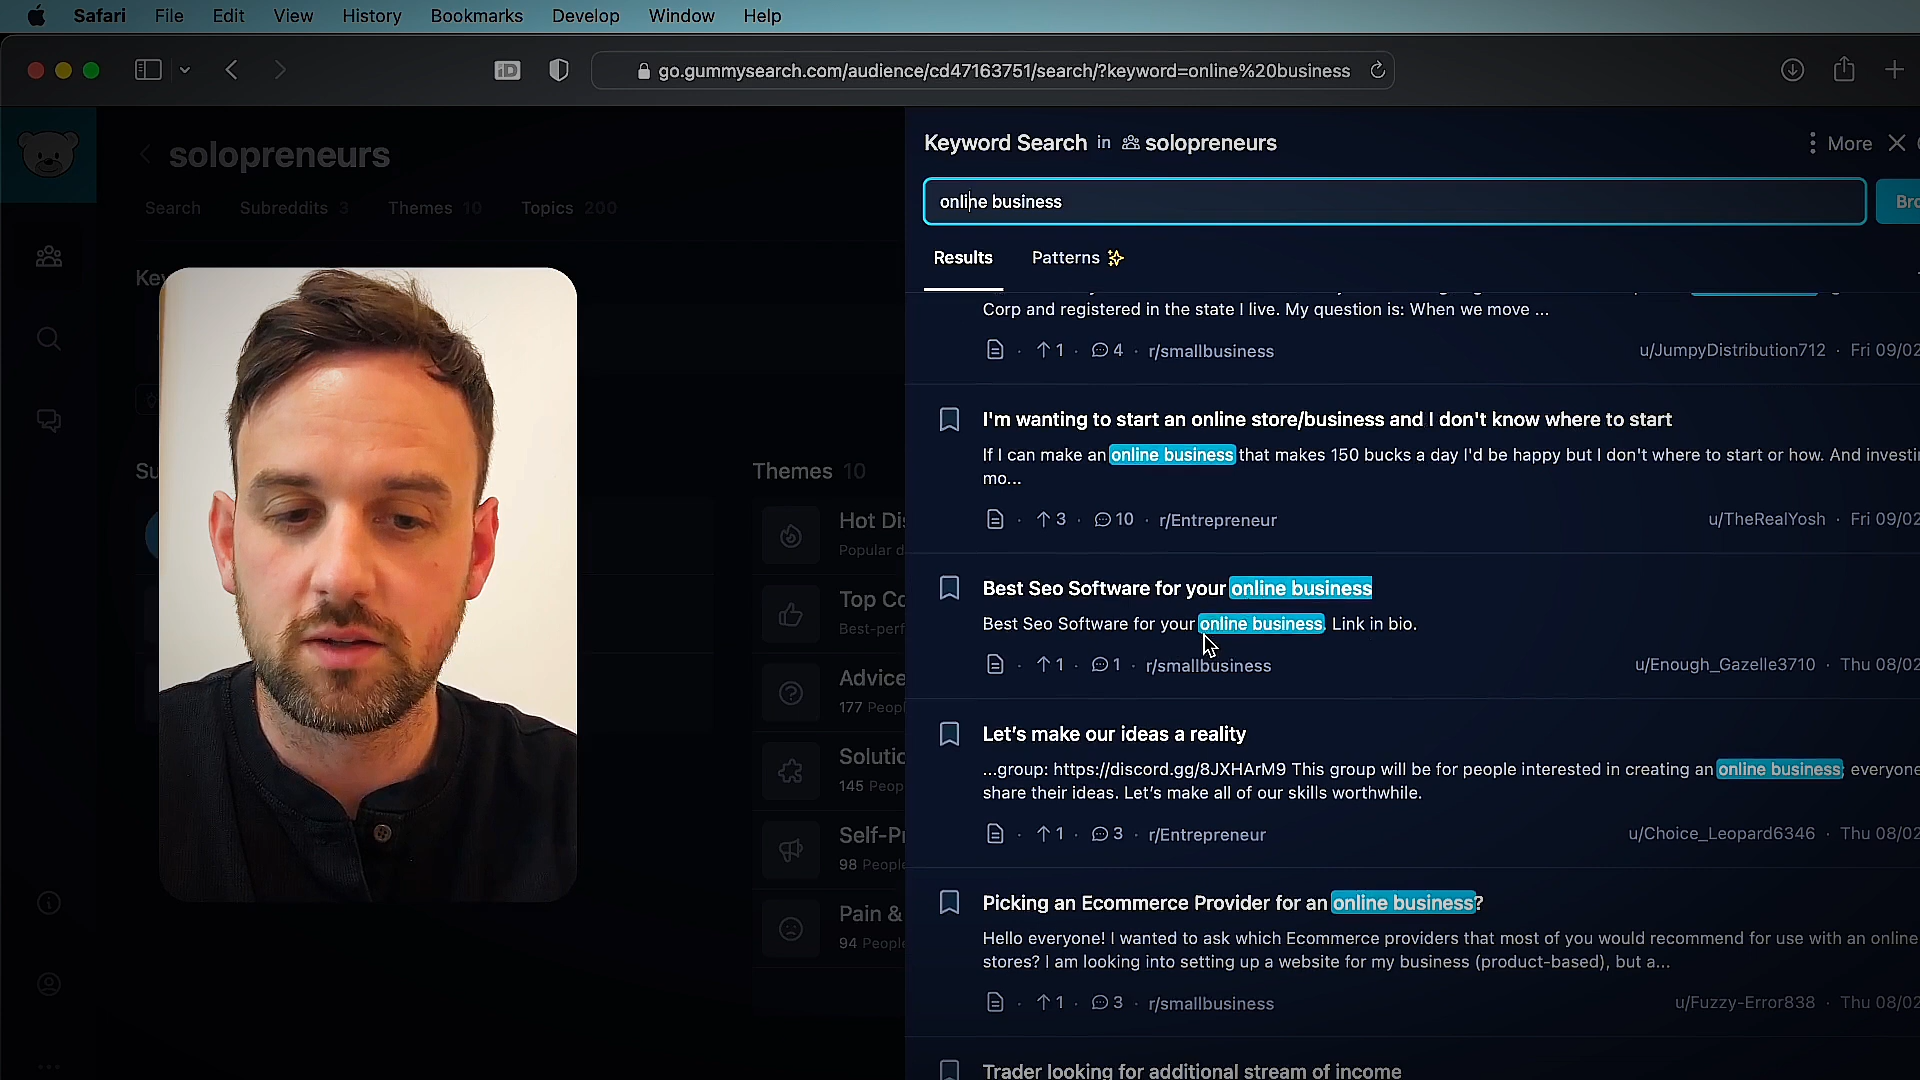 Safari File Edit View History Bookmarks Develop Window Help
iD
go.gummysearch.com/audience/cd47163751/search/?keyword=online%20business
solopreneurs
Search Subreddits 3 Themes 10 Topics 200
Themes 10
Popular d
Top Co
Best-perf
Advice
177 Peop
145 Peop
98 People
Pain &
94 People
Keyword Search in solopreneurs
More
online business
Results Patterns
Corp and registered in the state I live. My question is: When we move ...
· 1 · 4 · r/smallbusiness u/JumpyDistribution712 · Fri 09/02
I'm wanting to start an online store/business and I don't know where to start
If I can make an online business that makes 150 bucks a day I'd be happy but I don't where to start or how. And investin
mo...
· 3 · 10 · r/Entrepreneur u/TheRealYosh · Fri 09/02
Best Seo Software for your online business
Best Seo Software for your online business. Link in bio.
· 1 · 1 · r/smallbusiness u/Enough_Gazelle3710 · Thu 08/02
Let’s make our ideas a reality
...group: https://discord.gg/8JXHArM9 This group will be for people interested in creating an online business; everyone
share their ideas. Let’s make all of our skills worthwhile.
· 1 · 3 · r/Entrepreneur u/Choice_Leopard6346 · Thu 08/02
Picking an Ecommerce Provider for an online business?
Hello everyone! I wanted to ask which Ecommerce providers that most of you would recommend for use with an online
stores? I am looking into setting up a website for my business (product-based), but a...
· 1 · 3 · r/smallbusiness u/Fuzzy-Error838 · Thu 08/02
Trader looking for additional stream of income